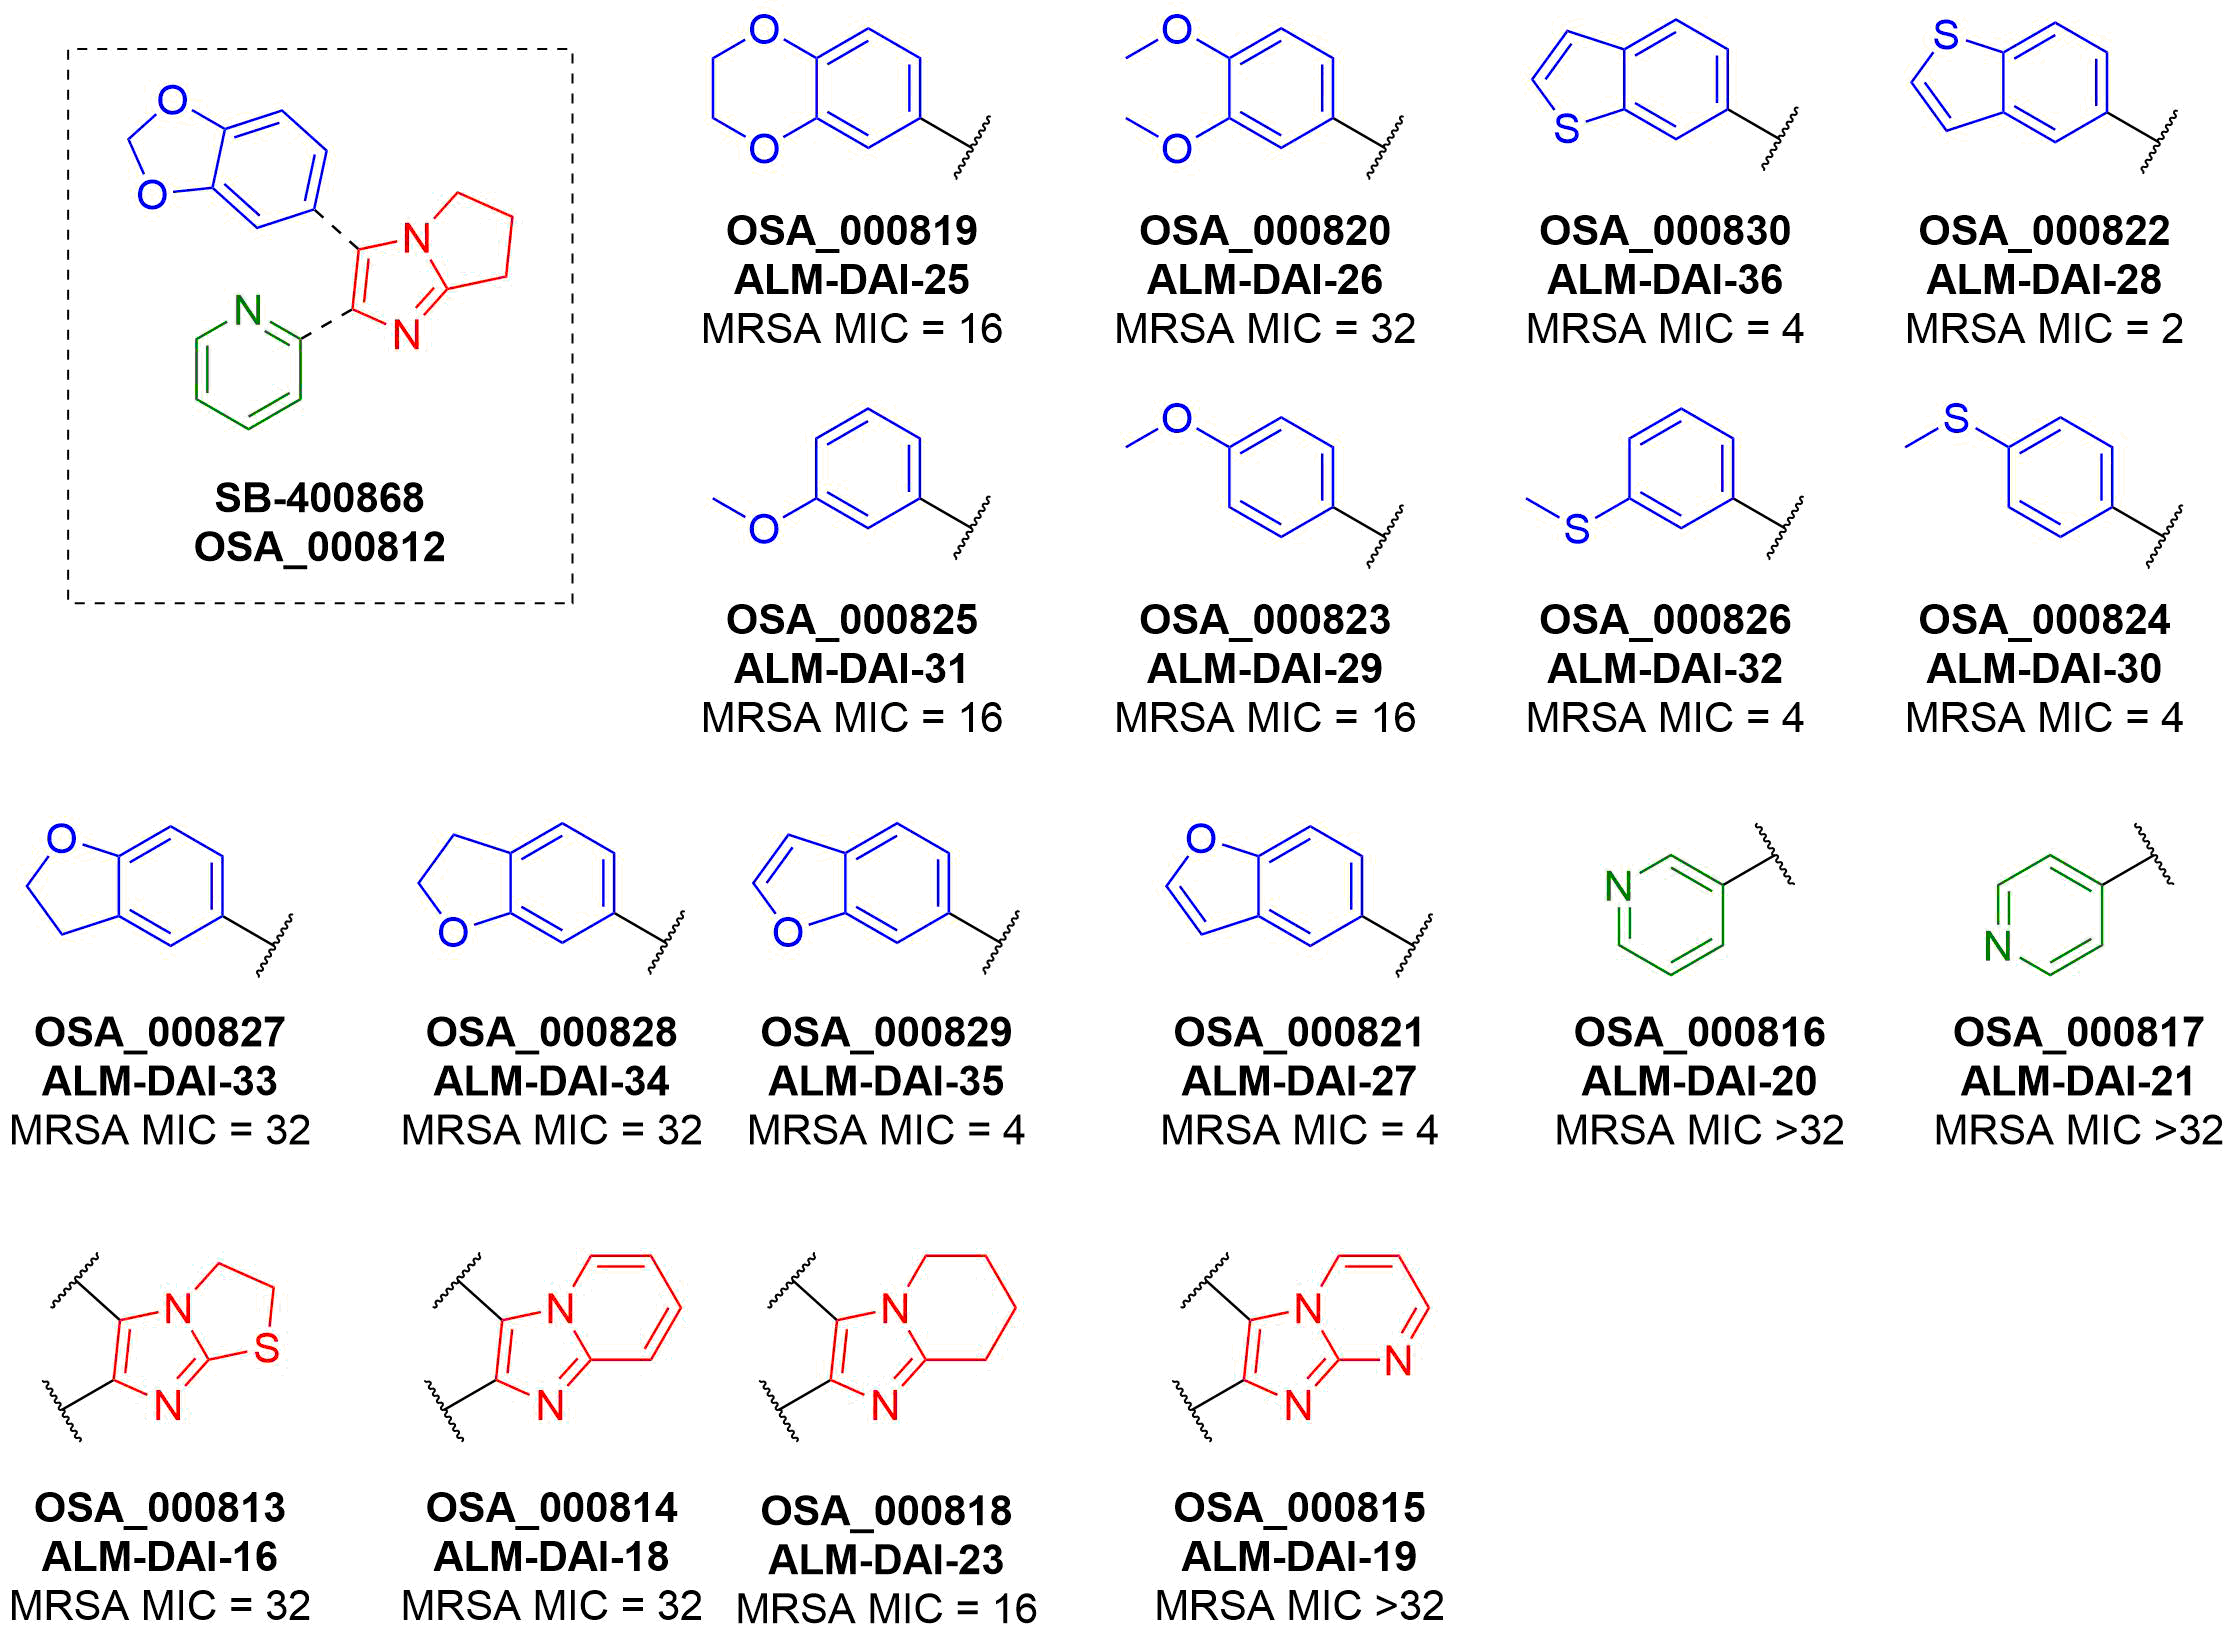 O
O
N
N
N
SB-400868
OSA_000812
O
O
OSA_000819
ALM-DAI-25
MRSA MIC = 16
O
O
OSA_000820
ALM-DAI-26
MRSA MIC = 32
S
OSA_000830
ALM-DAI-36
MRSA MIC = 4
S
OSA_000822
ALM-DAI-28
MRSA MIC = 2
O
OSA_000825
ALM-DAI-31
MRSA MIC = 16
O
OSA_000823
ALM-DAI-29
MRSA MIC = 16
S
OSA_000826
ALM-DAI-32
MRSA MIC = 4
S
OSA_000824
ALM-DAI-30
MRSA MIC = 4
O
OSA_000827
ALM-DAI-33
MRSA MIC = 32
O
OSA_000828
ALM-DAI-34
MRSA MIC = 32
O
OSA_000829
ALM-DAI-35
MRSA MIC = 4
O
OSA_000821
ALM-DAI-27
MRSA MIC = 4
N
OSA_000816
ALM-DAI-20
MRSA MIC >32
N
OSA_000817
ALM-DAI-21
MRSA MIC >32
N
S
N
OSA_000813
ALM-DAI-16
MRSA MIC = 32
N
N
OSA_000814
ALM-DAI-18
MRSA MIC = 32
N
N
OSA_000818
ALM-DAI-23
MRSA MIC = 16
N
N
N
OSA_000815
ALM-DAI-19
MRSA MIC >32